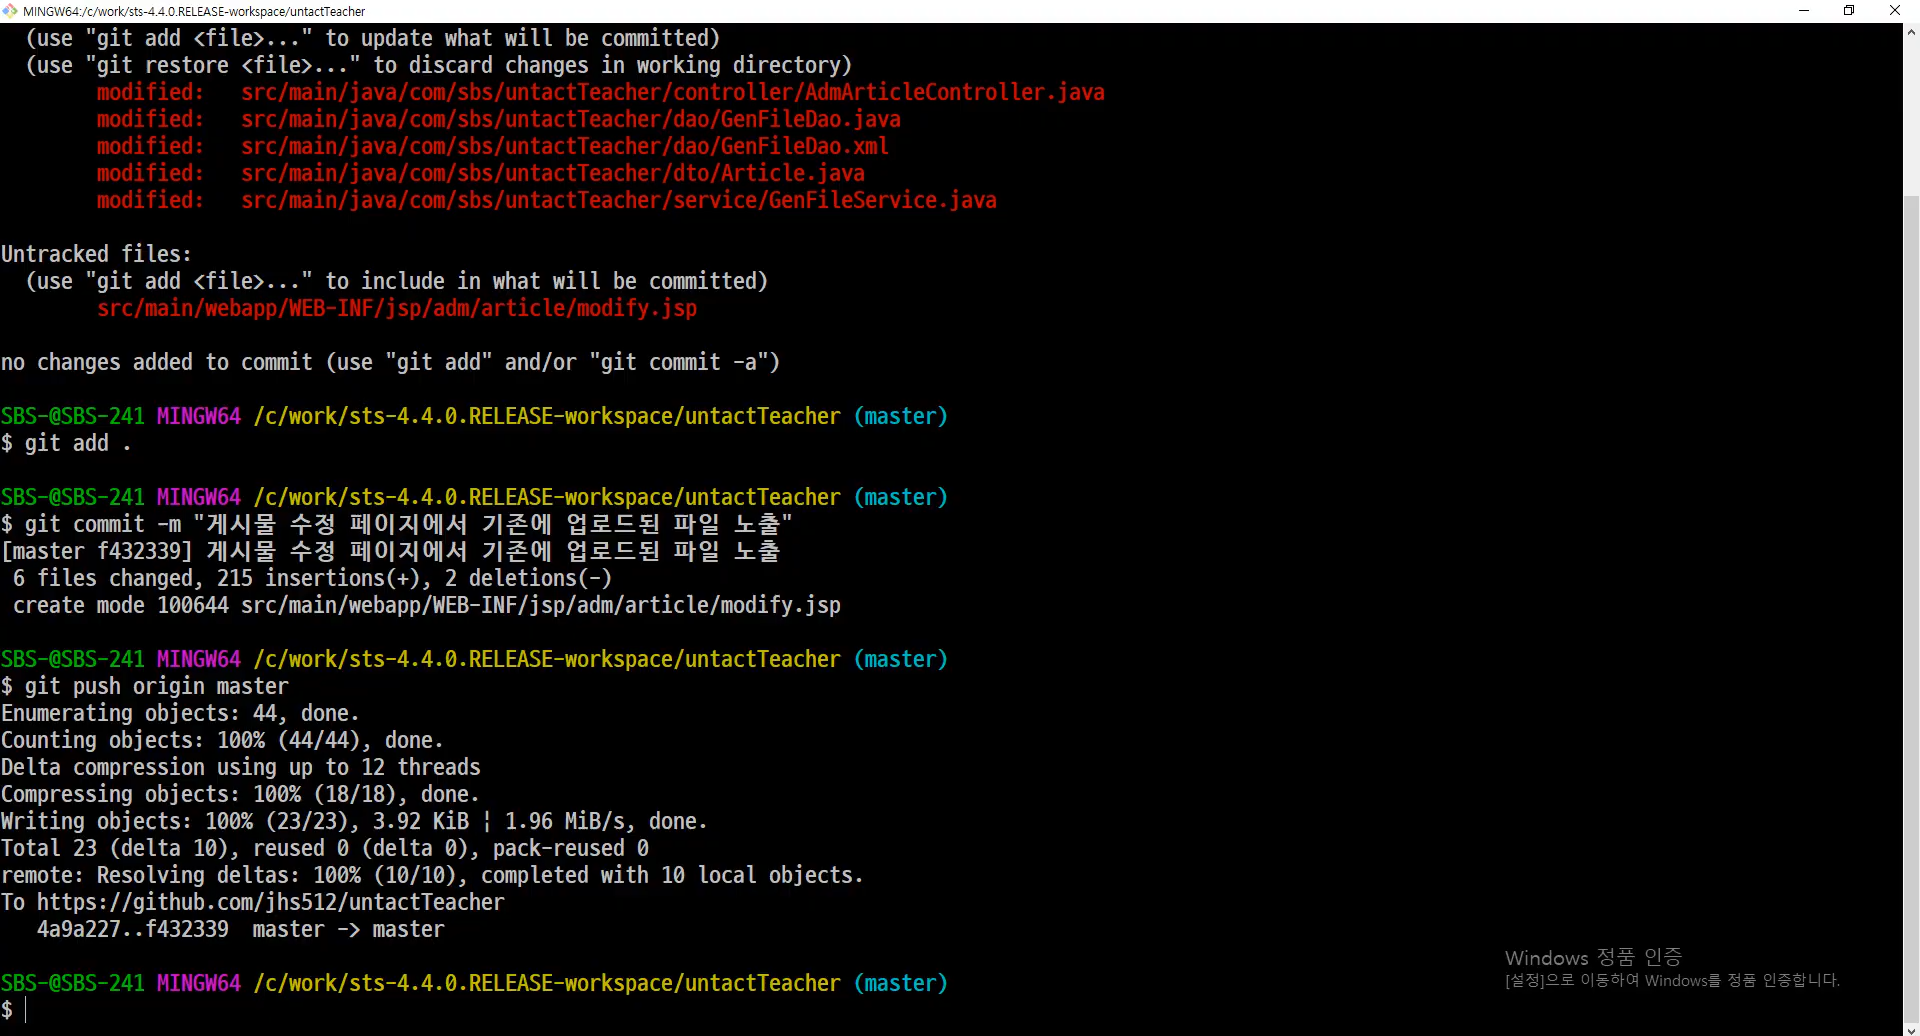 MINGW64:/c/work/sts-4.4.0.RELEASE-workspace/untactTeacher
(use "git add <file>..." to update what will be committed)
(use "git restore <file>..." to discard changes in working directory)
modified:   src/main/java/com/sbs/untactTeacher/controller/AdmArticleController.java
modified:   src/main/java/com/sbs/untactTeacher/dao/GenFileDao.java
modified:   src/main/java/com/sbs/untactTeacher/dao/GenFileDao.xml
modified:   src/main/java/com/sbs/untactTeacher/dto/Article.java
modified:   src/main/java/com/sbs/untactTeacher/service/GenFileService.java
Untracked files:
(use "git add <file>..." to include in what will be committed)
src/main/webapp/WEB-INF/jsp/adm/article/modify.jsp
no changes added to commit (use "git add" and/or "git commit -a")
SBS-@SBS-241 MINGW64 /c/work/sts-4.4.0.RELEASE-workspace/untactTeacher (master)
$ git add .
SBS-@SBS-241 MINGW64 /c/work/sts-4.4.0.RELEASE-workspace/untactTeacher (master)
$ git commit -m "게시물 수정 페이지에서 기존에 업로드된 파일 노출"
[master f432339] 게시물 수정 페이지에서 기존에 업로드된 파일 노출
6 files changed, 215 insertions(+), 2 deletions(-)
create mode 100644 src/main/webapp/WEB-INF/jsp/adm/article/modify.jsp
SBS-@SBS-241 MINGW64 /c/work/sts-4.4.0.RELEASE-workspace/untactTeacher (master)
$ git push origin master
Enumerating objects: 44, done.
Counting objects: 100% (44/44), done.
Delta compression using up to 12 threads
Compressing objects: 100% (18/18), done.
Writing objects: 100% (23/23), 3.92 KiB ¦ 1.96 MiB/s, done.
Total 23 (delta 10), reused 0 (delta 0), pack-reused 0
remote: Resolving deltas: 100% (10/10), completed with 10 local objects.
To https://github.com/jhs512/untactTeacher
4a9a227..f432339  master -> master
SBS-@SBS-241 MINGW64 /c/work/sts-4.4.0.RELEASE-workspace/untactTeacher (master)
$
Windows 정품 인증
[설정]으로 이동하여 Windows를 정품 인증합니다.